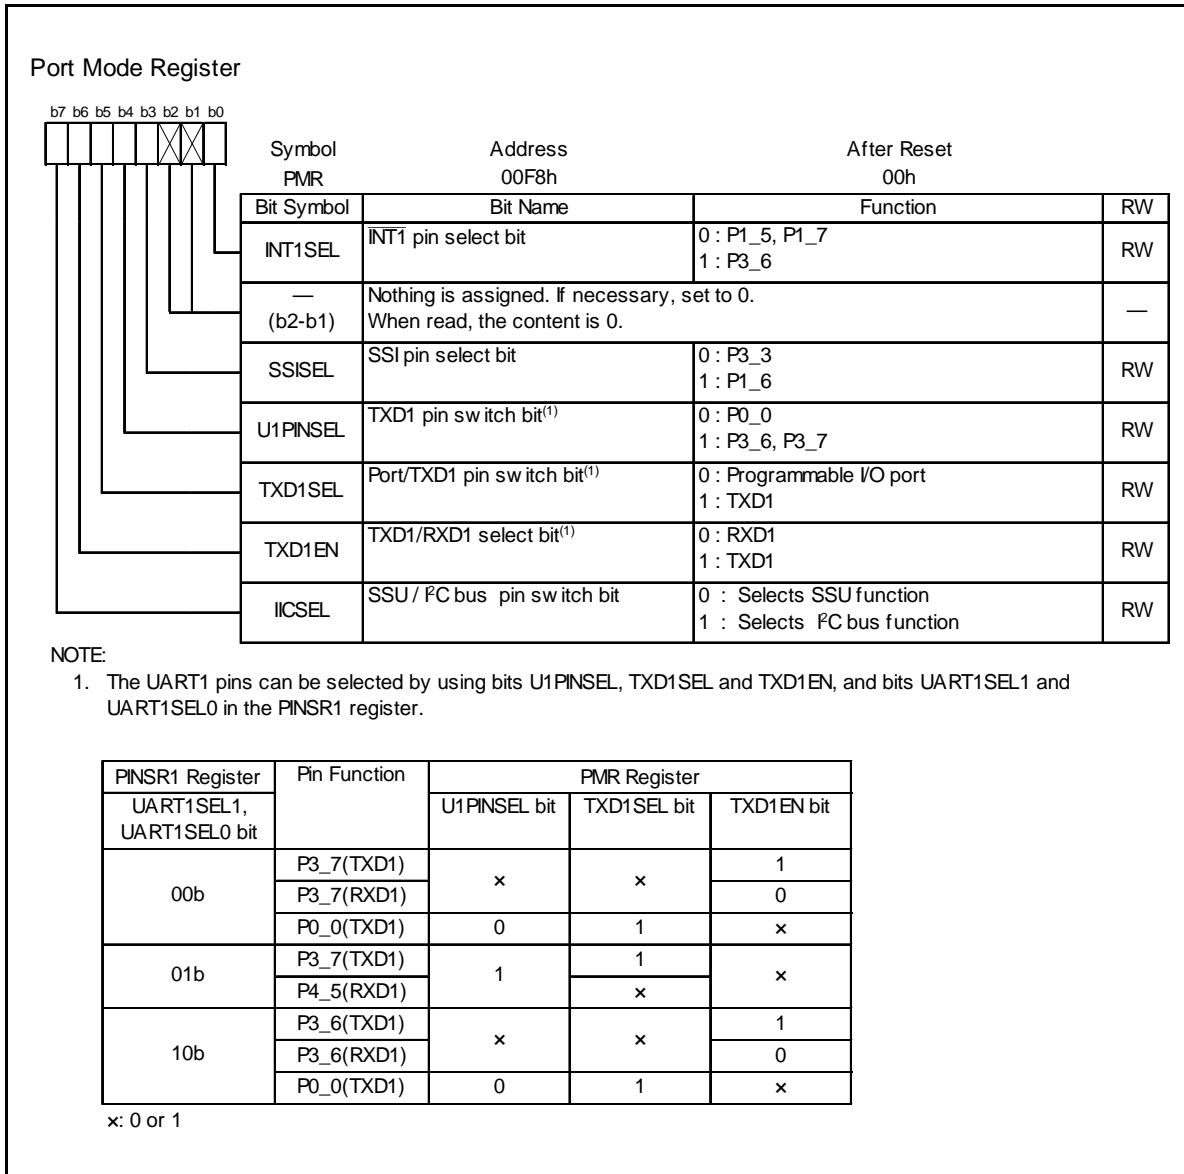 Port Mode Register
b7 b6 b5 b4 b3 b2 b1 b0
Symbol Address After Reset
PMR 00F8h 00h
Bit Symbol Bit Name Function RW
INT1SEL INT1 pin select bit 0 : P1_5, P1_7 RW
1 : P3_6
— Nothing is assigned. If necessary, set to 0. —
(b2-b1) When read, the content is 0.
SSISEL SSI pin select bit 0 : P3_3 RW
1 : P1_6
U1PINSEL TXD1 pin switch bit(1) 0 : P0_0 RW
1 : P3_6, P3_7
TXD1SEL Port/TXD1 pin switch bit(1) 0 : Programmable I/O port RW
1 : TXD1
TXD1EN TXD1/RXD1 select bit(1) 0 : RXD1 RW
1 : TXD1
IICSEL SSU / I²C bus pin switch bit 0 : Selects SSU function RW
1 : Selects I²C bus function
NOTE:
1. The UART1 pins can be selected by using bits U1PINSEL, TXD1SEL and TXD1EN, and bits UART1SEL1 and
UART1SEL0 in the PINSR1 register.
PINSR1 Register Pin Function PMR Register
UART1SEL1, U1PINSEL bit TXD1SEL bit TXD1EN bit
UART1SEL0 bit
00b P3_7(TXD1) × × 1
P3_7(RXD1) 0
P0_0(TXD1) 0 1 ×
01b P3_7(TXD1) 1 1 ×
P4_5(RXD1) ×
10b P3_6(TXD1) × × 1
P3_6(RXD1) 0
P0_0(TXD1) 0 1 ×
×: 0 or 1